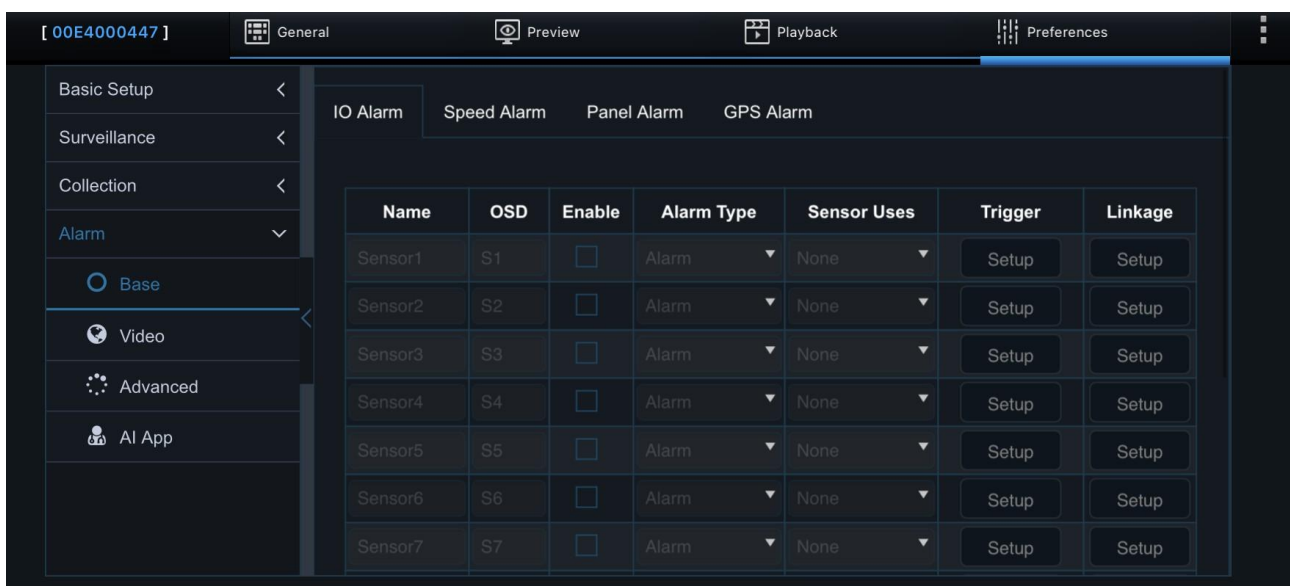 [ 00E4000447 ] General Preview Playback Preferences
Basic Setup
Surveillance
Collection
Alarm
Base
Video
Advanced
AI App
IO Alarm Speed Alarm Panel Alarm GPS Alarm
Name OSD Enable Alarm Type Sensor Uses Trigger Linkage
Sensor1 S1 Alarm None Setup Setup
Sensor2 S2 Alarm None Setup Setup
Sensor3 S3 Alarm None Setup Setup
Sensor4 S4 Alarm None Setup Setup
Sensor5 S5 Alarm None Setup Setup
Sensor6 S6 Alarm None Setup Setup
Sensor7 S7 Alarm None Setup Setup